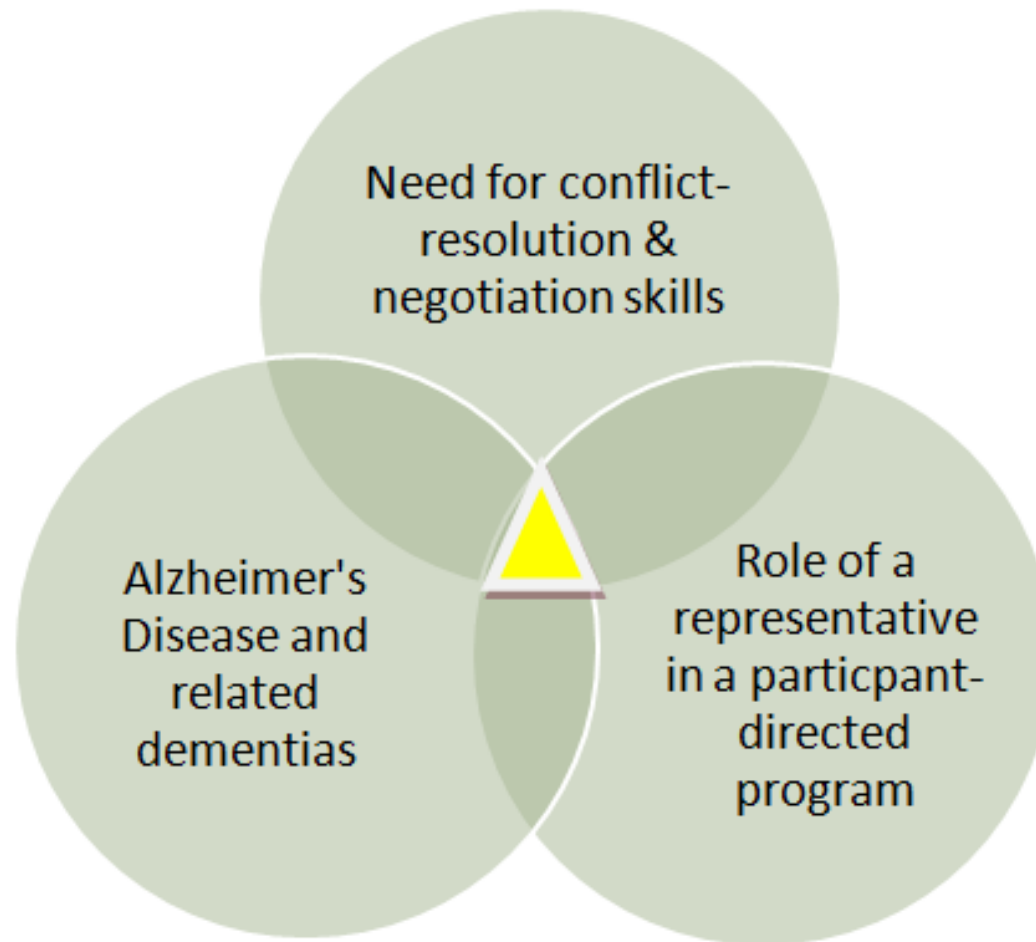 Need for conflict-
resolution &
negotiation skills
Alzheimer's
Disease and
related
dementias
Role of a
representative
in a particpant-
directed
program